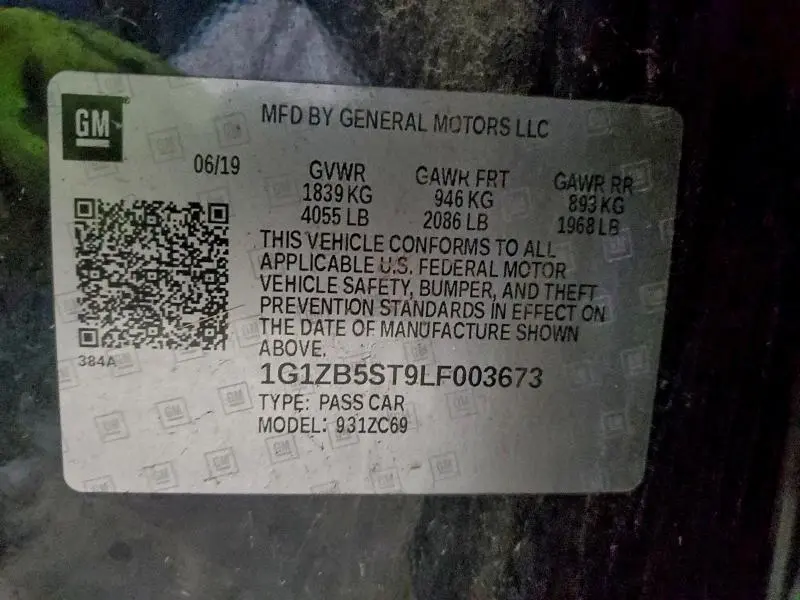 GM
MFD BY GENERAL MOTORS LLC
06/19
GVWR GAWR FRT GAWR RR
1839 KG 946 KG 893 KG
4055 LB 2086 LB 1968 LB
THIS VEHICLE CONFORMS TO ALL
APPLICABLE U.S. FEDERAL MOTOR
VEHICLE SAFETY, BUMPER, AND THEFT
PREVENTION STANDARDS IN EFFECT ON
THE DATE OF MANUFACTURE SHOWN
ABOVE.
384A
1G1ZB5ST9LF003673
TYPE: PASS CAR
MODEL: 931ZC69